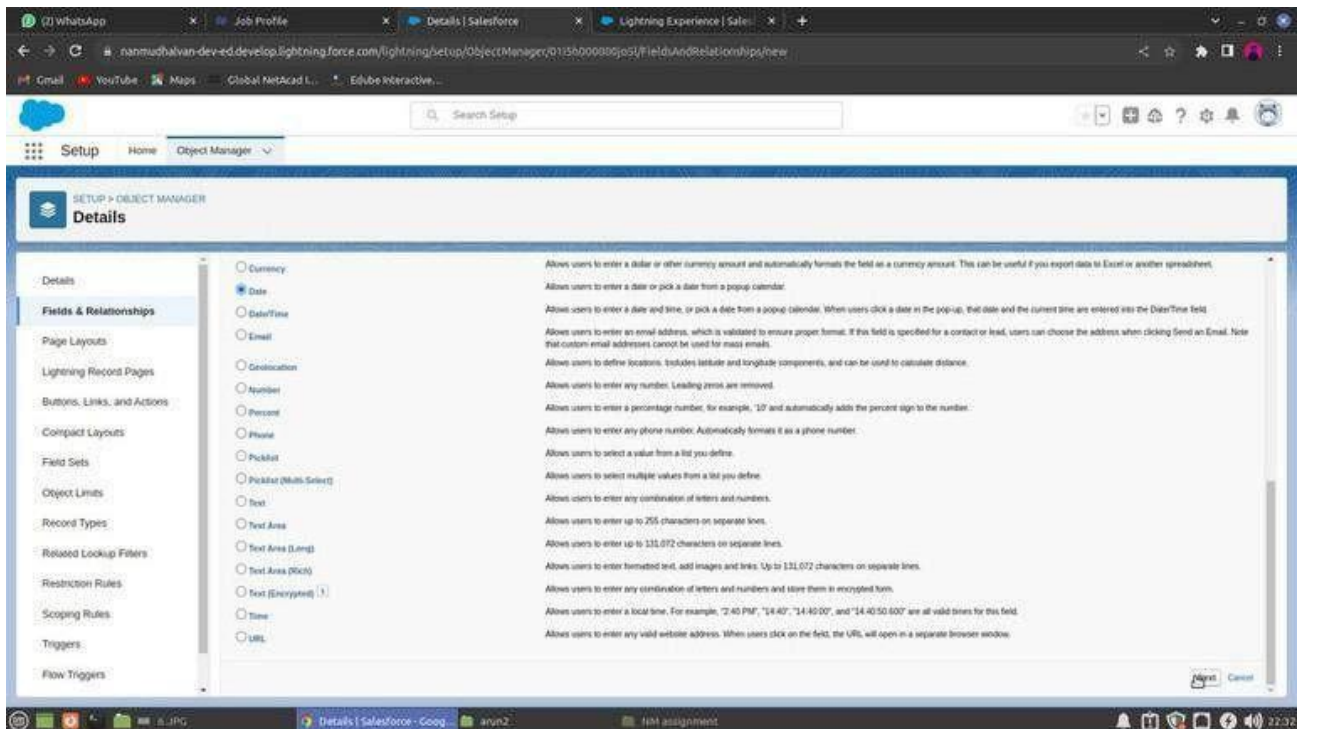 (2) WhatsApp
Job Profile
Details | Salesforce
Lightning Experience | Sales
nanmudhalvan-dev-ed.develop.lightning.force.com/lightning/setup/ObjectManager/
/FieldsAndRelationships/new
Gmail YouTube Maps Global NetAcad L... Edube Interactive...
Search Setup
Setup Home Object Manager
SETUP > OBJECT MANAGER
Details
Details
Fields & Relationships
Page Layouts
Lightning Record Pages
Buttons, Links, and Actions
Compact Layouts
Field Sets
Object Limits
Record Types
Related Lookup Filters
Restriction Rules
Scoping Rules
Triggers
Flow Triggers
Currency Allows users to enter a dollar or other currency amount and automatically formats the field as a currency amount. This can be useful if you export data to Excel or another spreadsheet.
Date Allows users to enter a date or pick a date from a popup calendar.
Date/Time Allows users to enter a date and time, or pick a date from a popup calendar. When users click a date in the pop-up, that date and the current time are entered into the Date/Time field.
Email Allows users to enter an email address, which is validated to ensure proper format. If this field is specified for a contact or lead, users can choose the address when clicking Send an Email. Note
that custom email addresses cannot be used for mass emails.
Geolocation Allows users to define locations. Includes latitude and longitude components, and can be used to calculate distance.
Number Allows users to enter any number. Leading zeros are removed.
Percent Allows users to enter a percentage number, for example, '10' and automatically adds the percent sign to the number.
Phone Allows users to enter any phone number. Automatically formats it as a phone number.
Picklist Allows users to select a value from a list you define.
Picklist (Multi-Select) Allows users to select multiple values from a list you define.
Text Allows users to enter any combination of letters and numbers.
Text Area Allows users to enter up to 255 characters on separate lines.
Text Area (Long) Allows users to enter up to 131,072 characters on separate lines.
Text Area (Rich) Allows users to enter formatted text, add images and links. Up to 131,072 characters on separate lines.
Text (Encrypted) Allows users to enter any combination of letters and numbers and store them in encrypted form.
Time Allows users to enter a local time. For example, "2:40 PM", "14:40", "14:40:00", and "14:40:50.600" are all valid times for this field.
URL Allows users to enter any valid website address. When users click on the field, the URL will open in a separate browser window.
Next Cancel
6.JPG
Details | Salesforce - Goog...
arun2
NM assignment
22:32